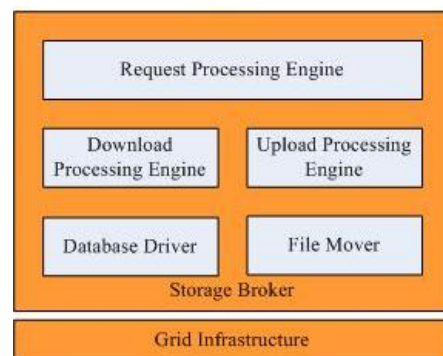 Request Processing Engine
Download
Processing Engine
Upload Processing
Engine
Database Driver
File Mover
Storage Broker
Grid Infrastructure